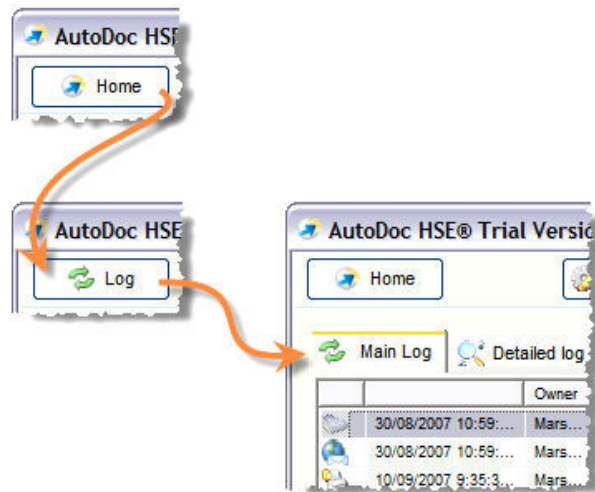 AutoDoc HSE
Home
AutoDoc HSE
Log
AutoDoc HSE® Trial Versio
Home
Main Log
Detailed log
Owner
30/08/2007 10:59:... Mars...
30/08/2007 10:59:... Mars...
10/09/2007 9:35:3... Mars...